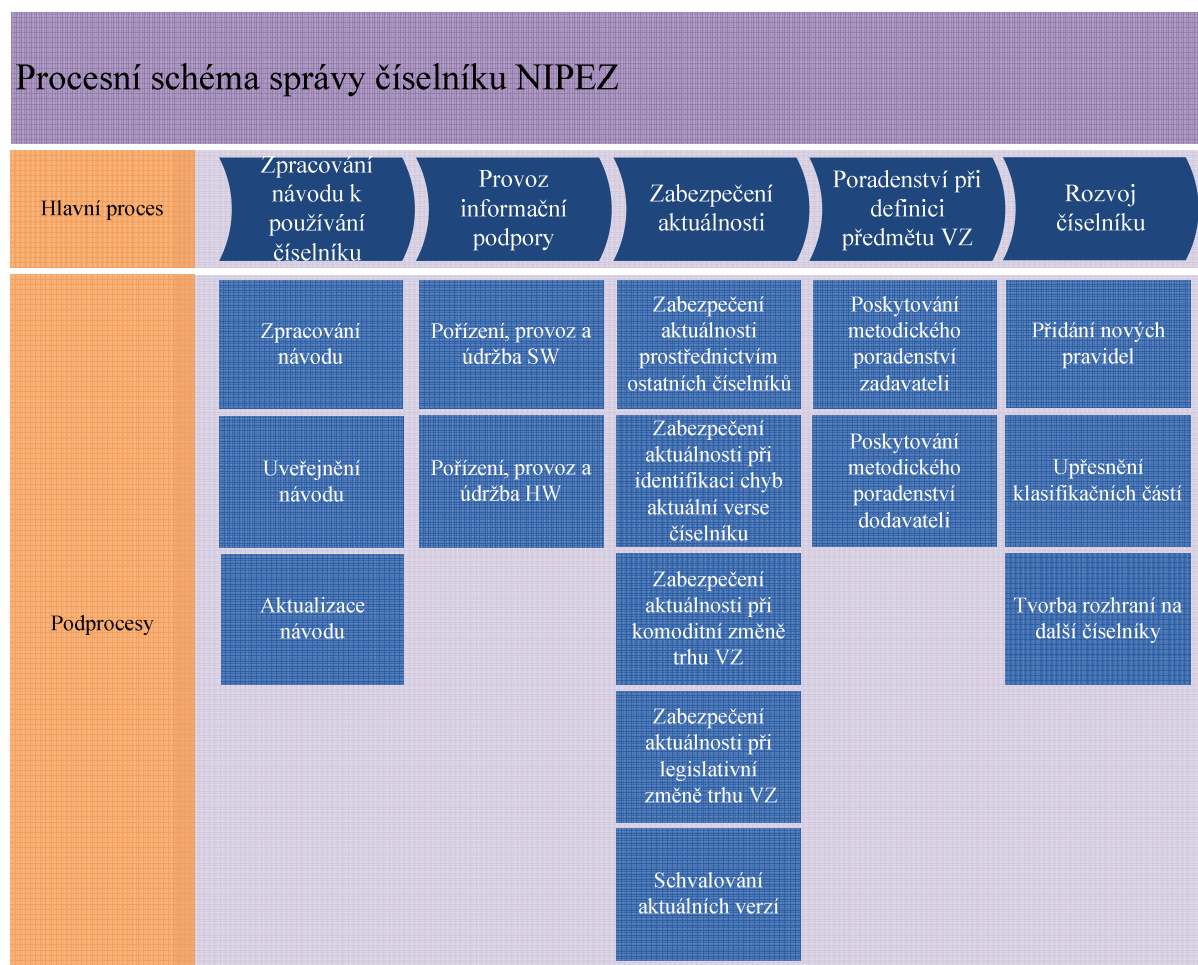 Procesní schéma správy číselníku NIPEZ
Hlavní proces
Zpracování
návodu k
používání
číselníku
Provoz
informační
podpory
Zabezpečení
aktuálnosti
Poradenství při
definici
předmětu VZ
Rozvoj
číselníku
Podprocesy
Zpracování
návodu
Uveřejnění
návodu
Aktualizace
návodu
Pořízení, provoz a
údržba SW
Pořízení, provoz a
údržba HW
Zabezpečení
aktuálnosti
prostřednictvím
ostatních číselníků
Zabezpečení
aktuálnosti při
identifikaci chyb
aktuální verse
číselníku
Zabezpečení
aktuálnosti při
komoditní změně
trhu VZ
Zabezpečení
aktuálnosti při
legislativní
změně trhu VZ
Schvalování
aktuálních verzí
Poskytování
metodického
poradenství
zadavateli
Poskytování
metodického
poradenství
dodavateli
Přidání nových
pravidel
Upřesnění
klasifikačních částí
Tvorba rozhraní na
další číselníky